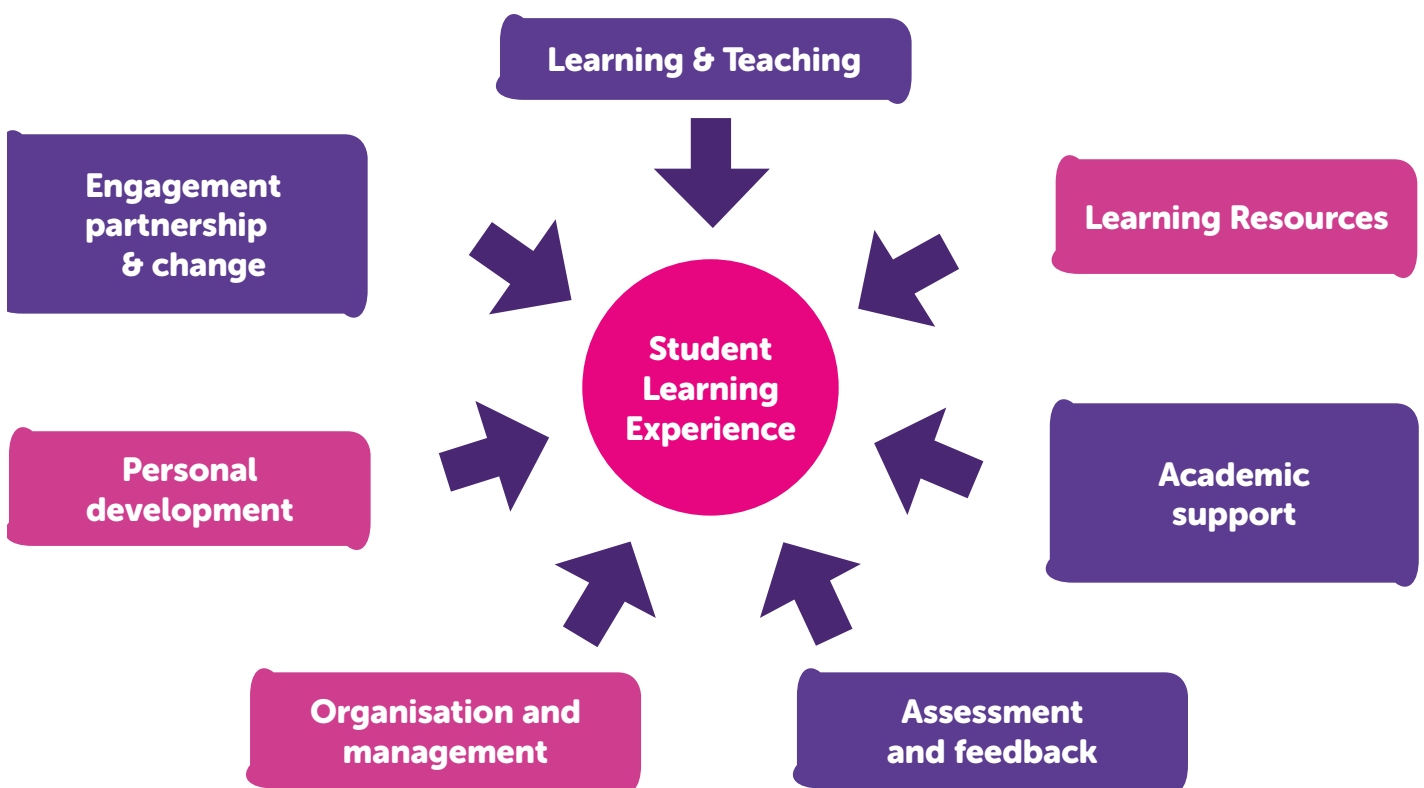 Learning & Teaching
Engagement
partnership
& change
Learning Resources
Student
Learning
Experience
Personal
development
Academic
support
Organisation and
management
Assessment
and feedback